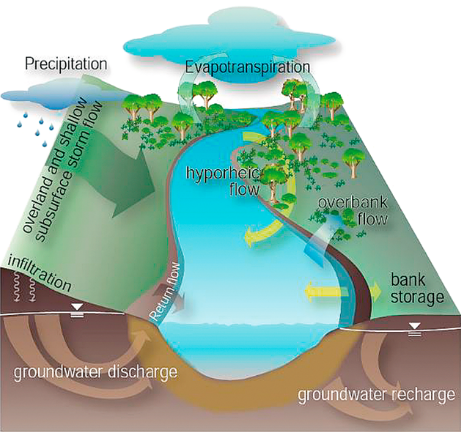 Precipitation
Evapotranspiration
overland and shallow
subsurface storm flow
hyporheic
flow
overbank
flow
infiltration
Return flow
bank
storage
groundwater discharge
groundwater recharge